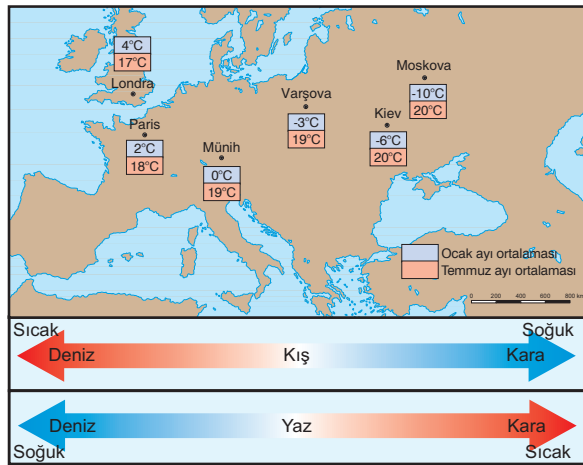 4°C
17°C
Londra
Paris
2°C
18°C
Münih
0°C
19°C
Varşova
-3°C
19°C
Moskova
-10°C
20°C
Kiev
-6°C
20°C
Ocak ayı ortalaması
Temmuz ayı ortalaması
0 200 400 600 800 km
Sıcak Soğuk
Deniz Kış Kara
Deniz Yaz Kara
Soğuk Sıcak